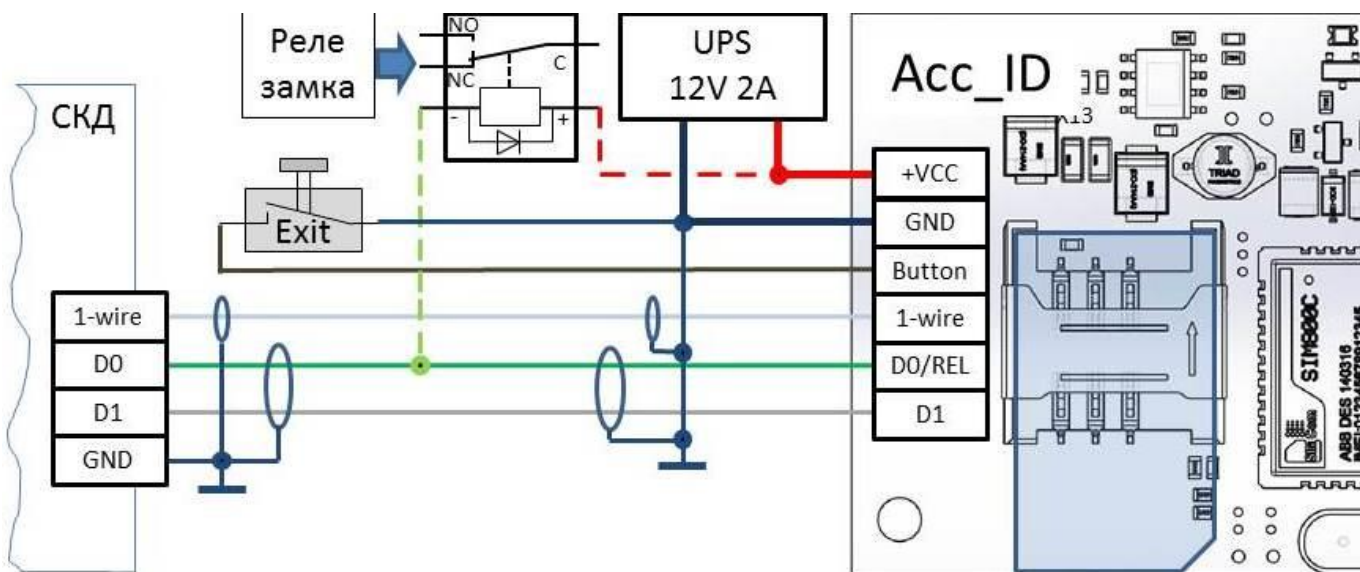 Реле
замка
NO
NC
C
-
+
UPS
12V 2A
Acc_ID
X13
СКД
Exit
+VCC
GND
Button
1-wire
D0/REL
D1
1-wire
D0
D1
GND
TRIAD
SIM800C